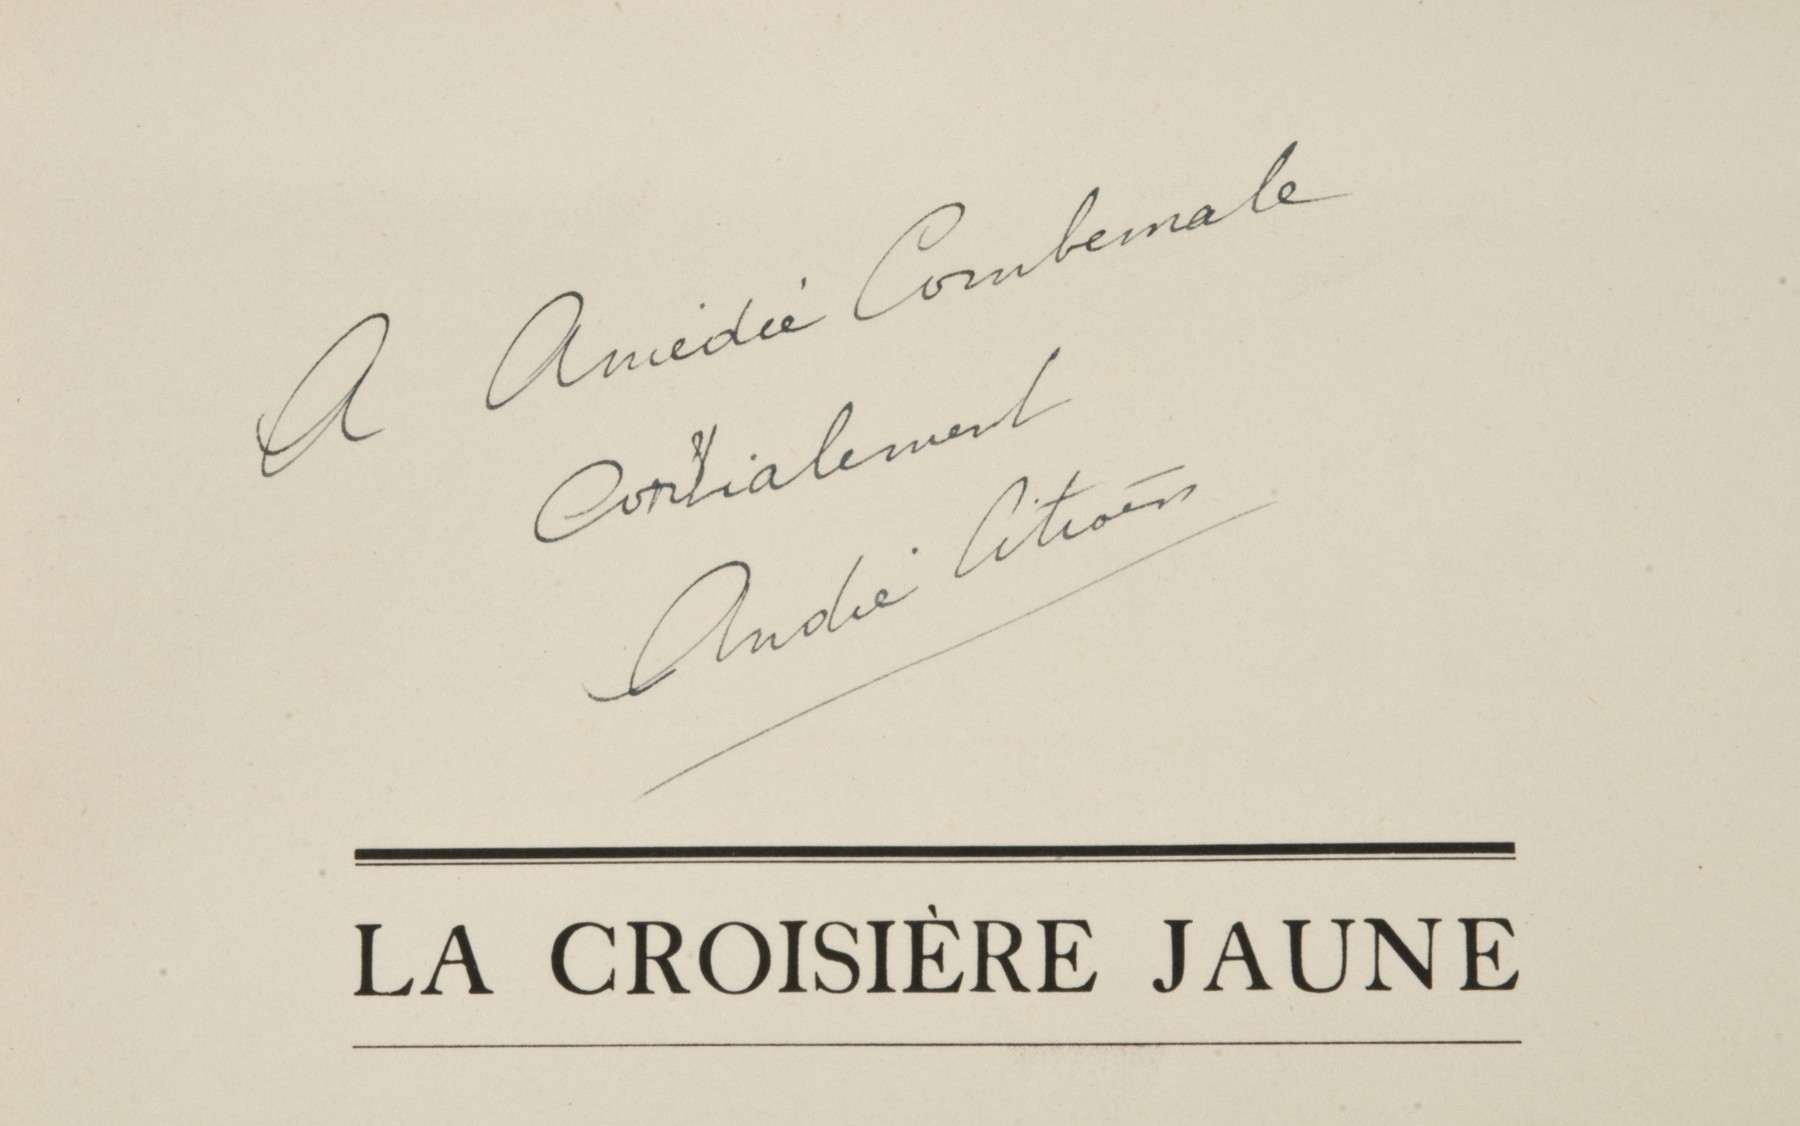 A Amédée Combemale
Cordialement
André Citroën
LA CROISIÈRE JAUNE